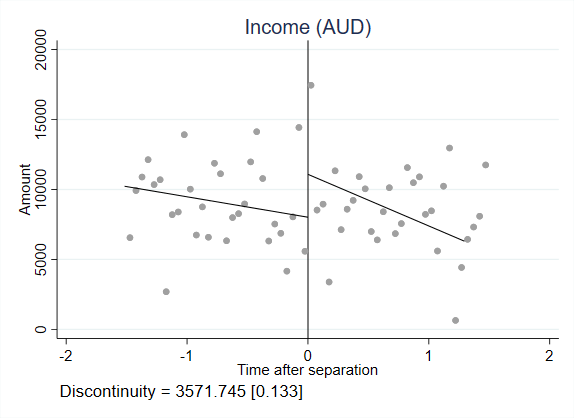 Income (AUD)
20000
15000
10000
5000
0
Amount
-2 -1 0 1 2
Time after separation
Discontinuity = 3571.745 [0.133]